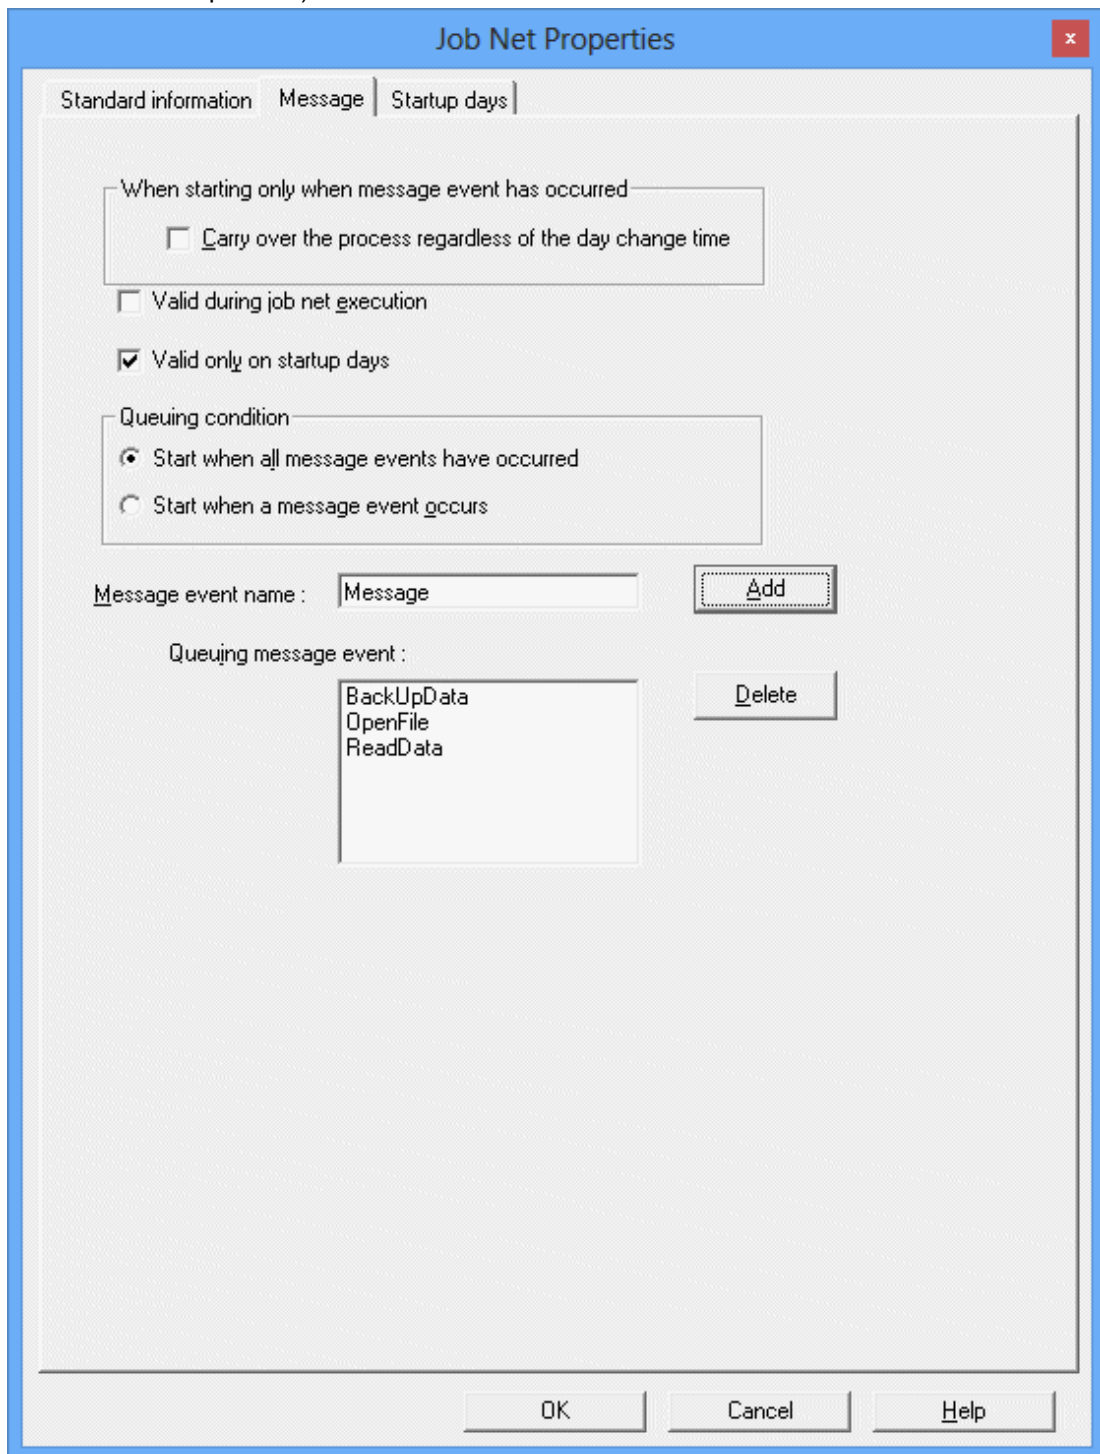 Job Net Properties
x
Standard information Message Startup days
When starting only when message event has occurred
Carry over the process regardless of the day change time
Valid during job net execution
Valid only on startup days
Queuing condition
Start when all message events have occurred
Start when a message event occurs
Message event name : Message Add
Queuing message event :
Delete
BackUpData
OpenFile
ReadData
OK Cancel Help